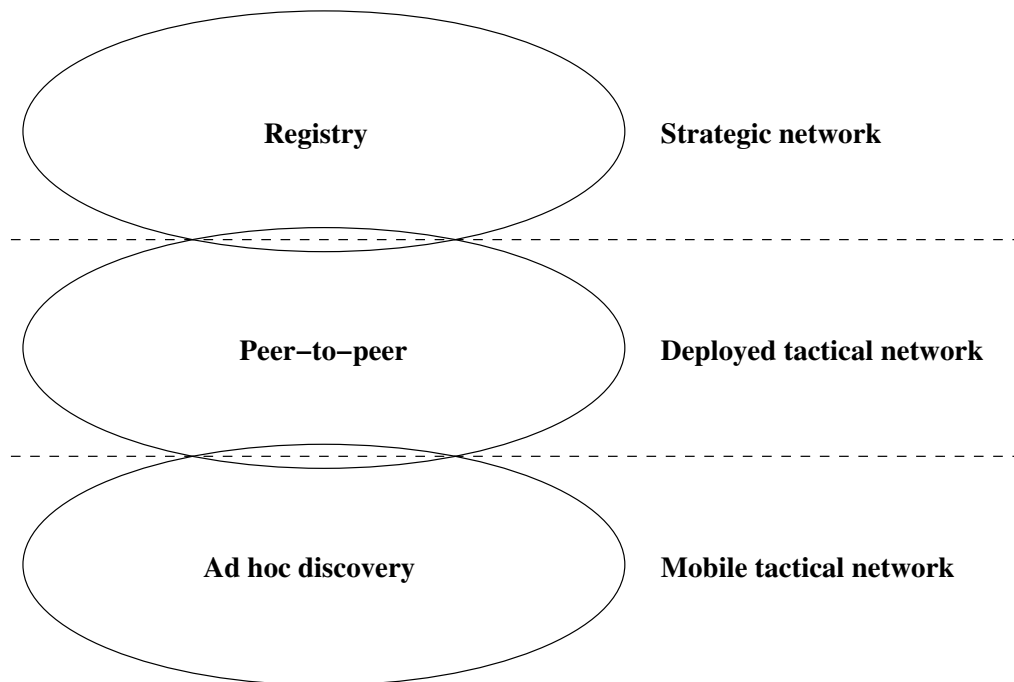 Registry
Strategic network
Peer−to−peer
Deployed tactical network
Ad hoc discovery
Mobile tactical network